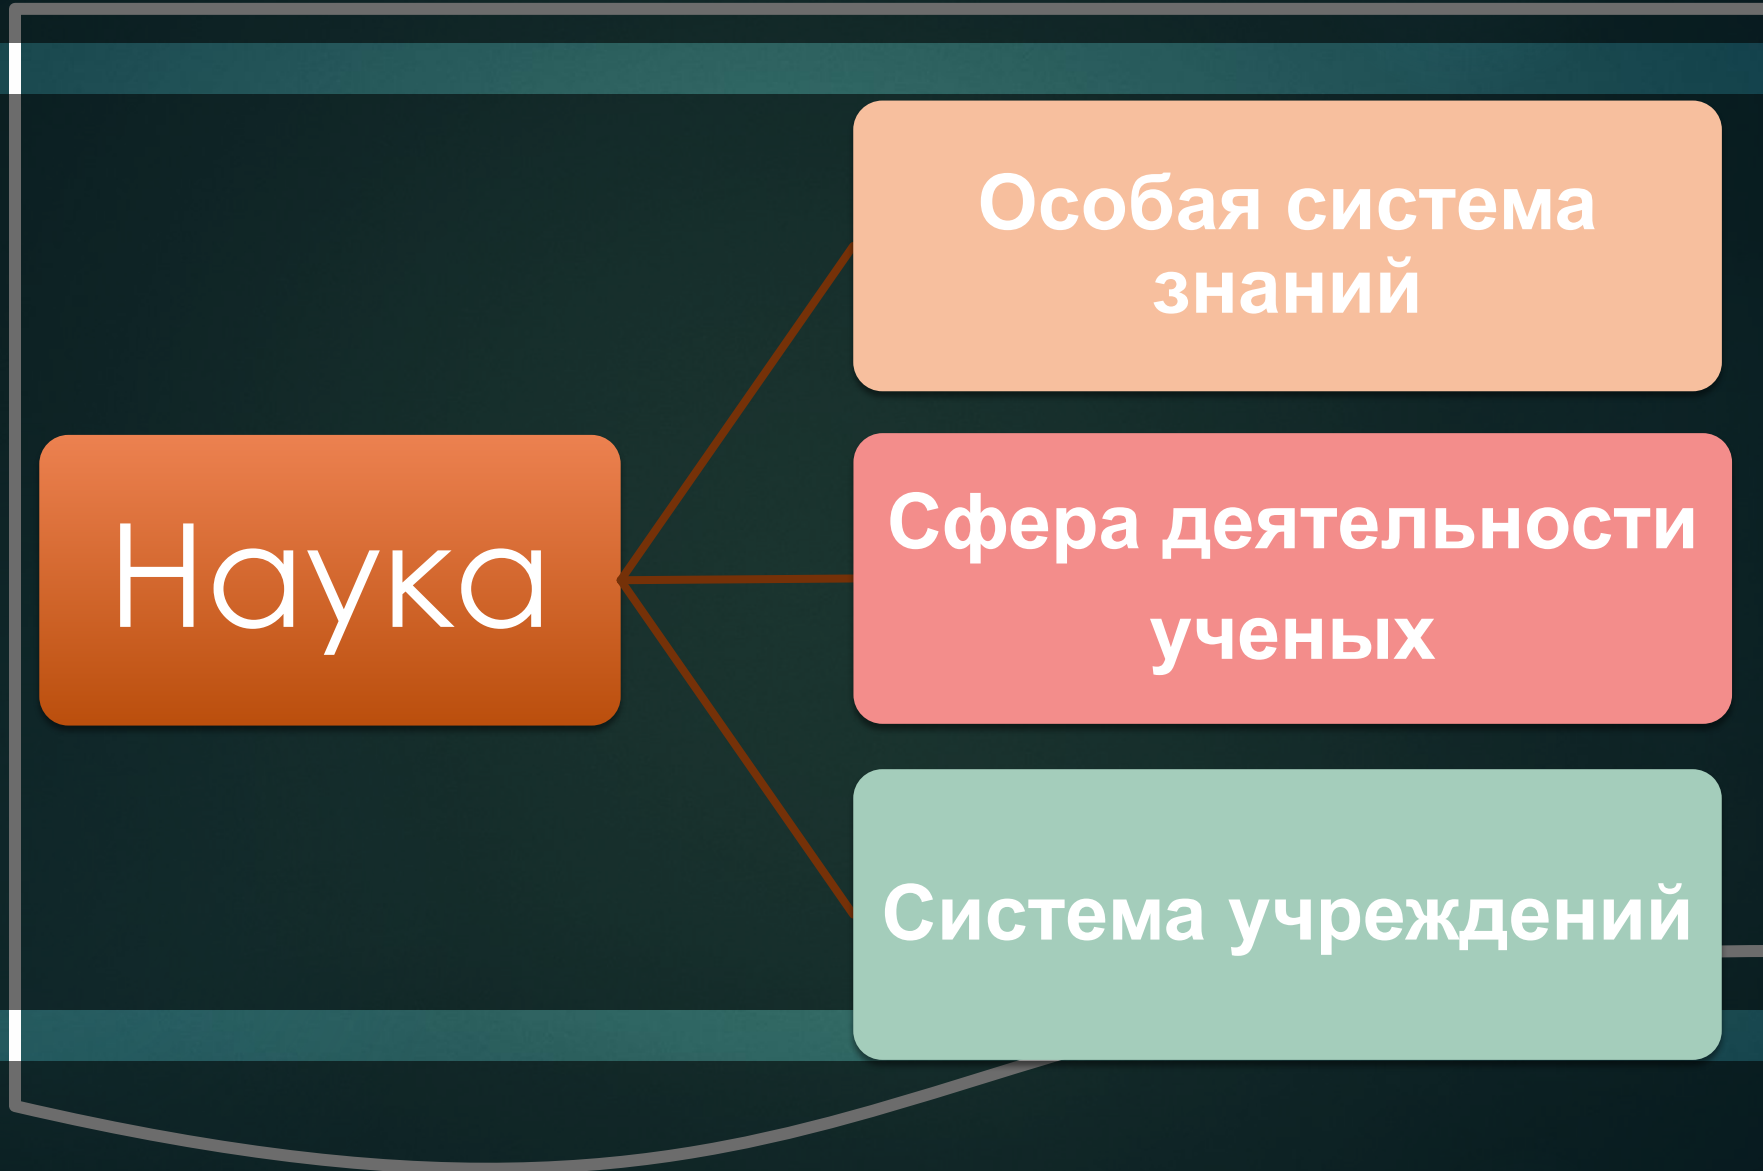 Наука
Особая система
знаний
Сфера деятельности
ученых
Система учреждений